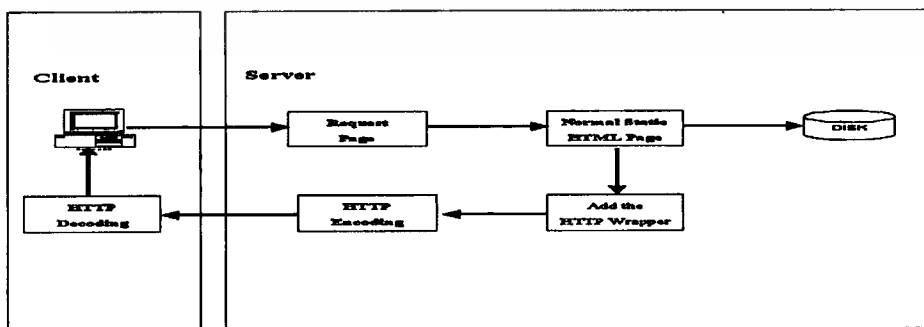 Client
Server
Request
Page
Normal Static
HTML Page
DISK
HTTP
Decoding
HTTP
Encoding
Add the
HTTP Wrapper